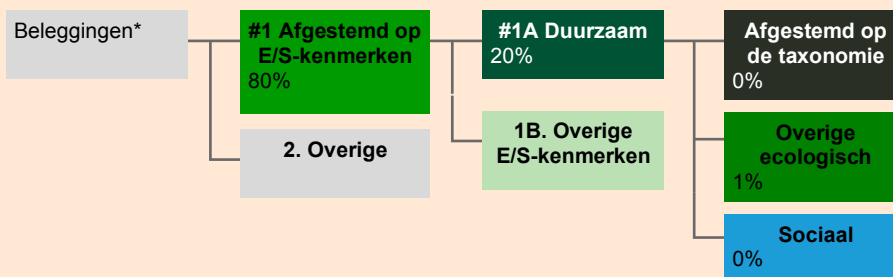 Beleggingen*
#1 Afgestemd op
E/S-kenmerken
80%
2. Overige
#1A Duurzaam
20%
1B. Overige
E/S-kenmerken
Afgestemd op
de taxonomie
0%
Overige
ecologisch
1%
Sociaal
0%